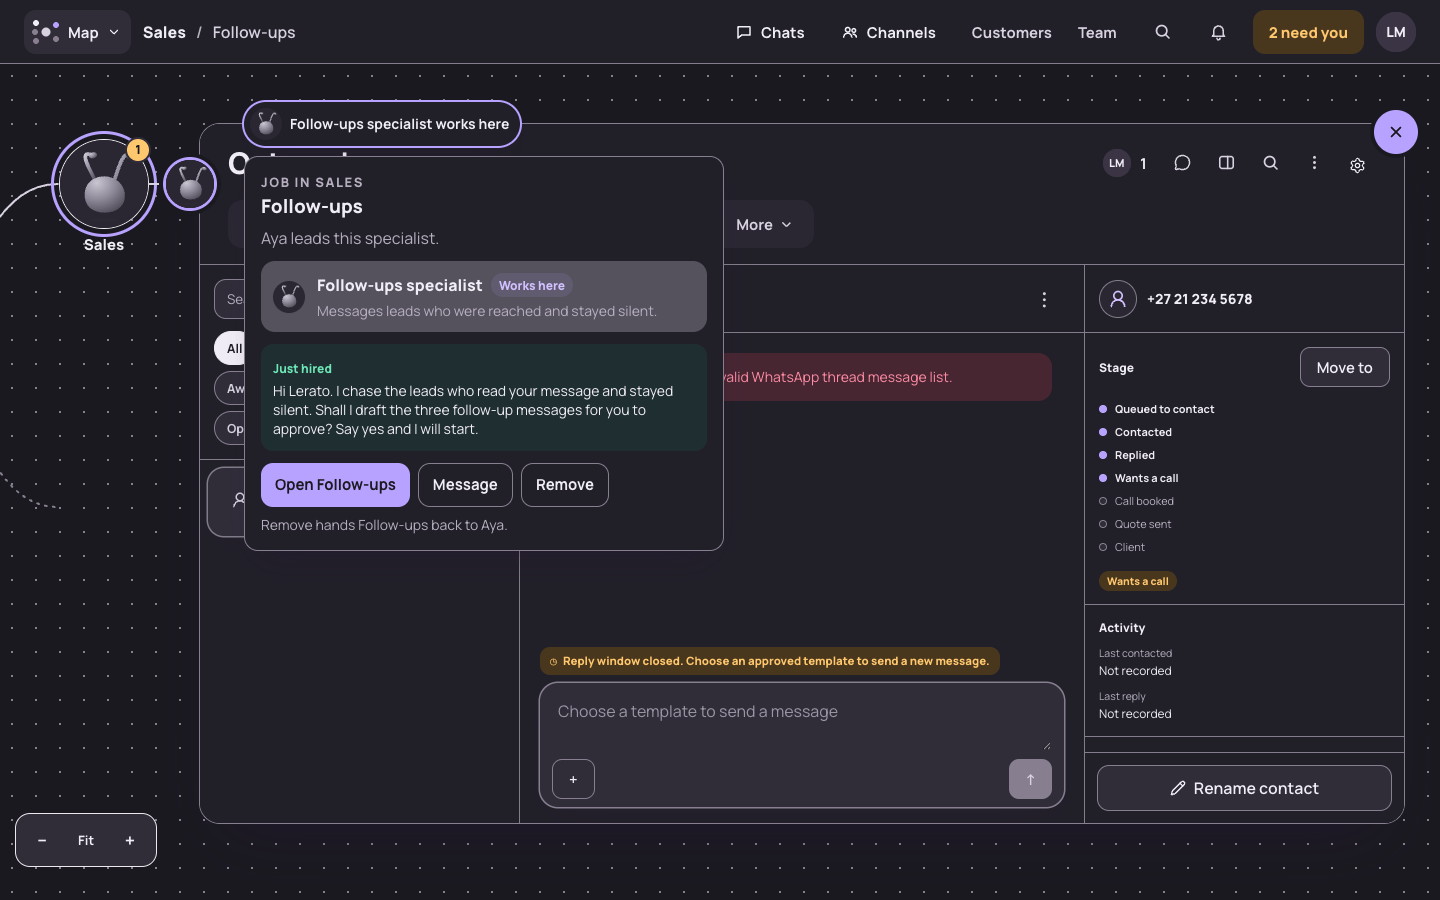 Map
Sales / Follow-ups
Chats
Channels
Customers
Team
2 need you
LM
Follow-ups specialist works here
1
Sales
LM 1
JOB IN SALES
Follow-ups
Aya leads this specialist.
More
Follow-ups specialist Works here
Messages leads who were reached and stayed silent.
Just hired
Hi Lerato. I chase the leads who read your message and stayed
silent. Shall I draft the three follow-up messages for you to
approve? Say yes and I will start.
Open Follow-ups
Message
Remove
Remove hands Follow-ups back to Aya.
All
WhatsApp thread message list.
Reply window closed. Choose an approved template to send a new message.
Choose a template to send a message
+
↑
+27 21 234 5678
Stage
Move to
Queued to contact
Contacted
Replied
Wants a call
Call booked
Quote sent
Client
Wants a call
Activity
Last contacted
Not recorded
Last reply
Not recorded
Rename contact
− Fit +